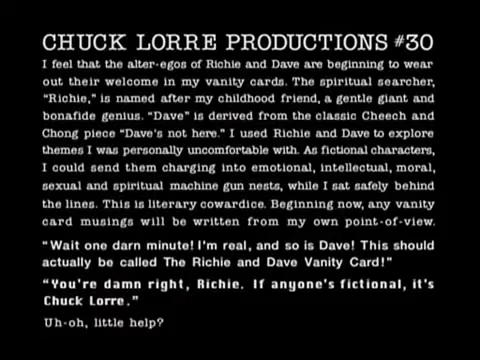 CHUCK LORRE PRODUCTIONS #30
I feel that the alter-egos of Richie and Dave are beginning to wear
out their welcome in my vanity cards. The spiritual searcher,
“Richie,” is named after my childhood friend, a gentle giant and
bonafide genius. “Dave” is derived from the classic Cheech and
Chong piece “Dave's not here.” I used Richie and Dave to explore
themes I was personally uncomfortable with. As fictional characters,
I could send them charging into emotional, intellectual, moral,
sexual and spiritual machine gun nests, while I sat safely behind
the lines. This is literary cowardice. Beginning now, any vanity
card musings will be written from my own point-of-view.
“Wait one darn minute! I'm real, and so is Dave! This should
actually be called The Richie and Dave Vanity Card!”
“You're damn right, Richie. If anyone's fictional, it's
Chuck Lorre.”
Uh-oh, little help?